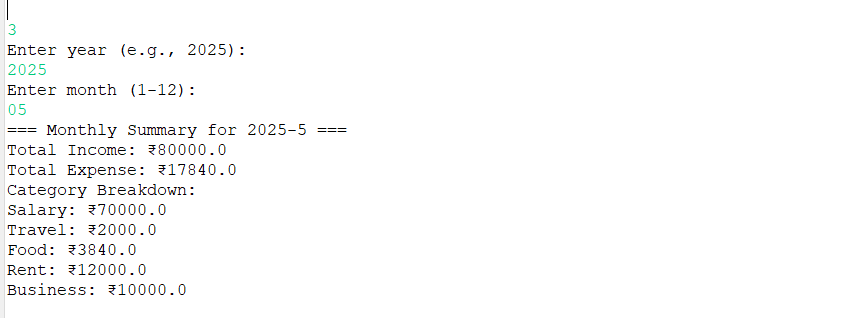 3
Enter year (e.g., 2025):
2025
Enter month (1-12):
05
=== Monthly Summary for 2025-5 ===
Total Income: ₹80000.0
Total Expense: ₹17840.0
Category Breakdown:
Salary: ₹70000.0
Travel: ₹2000.0
Food: ₹3840.0
Rent: ₹12000.0
Business: ₹10000.0